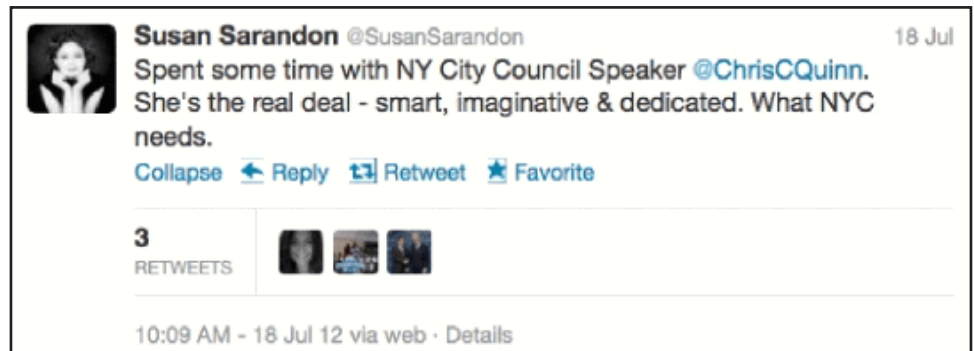 Susan Sarandon @SusanSarandon 18 Jul
Spent some time with NY City Council Speaker @ChrisCQuinn.
She's the real deal - smart, imaginative & dedicated. What NYC
needs.
Collapse Reply Retweet Favorite
3
RETWEETS
10:09 AM - 18 Jul 12 via web · Details